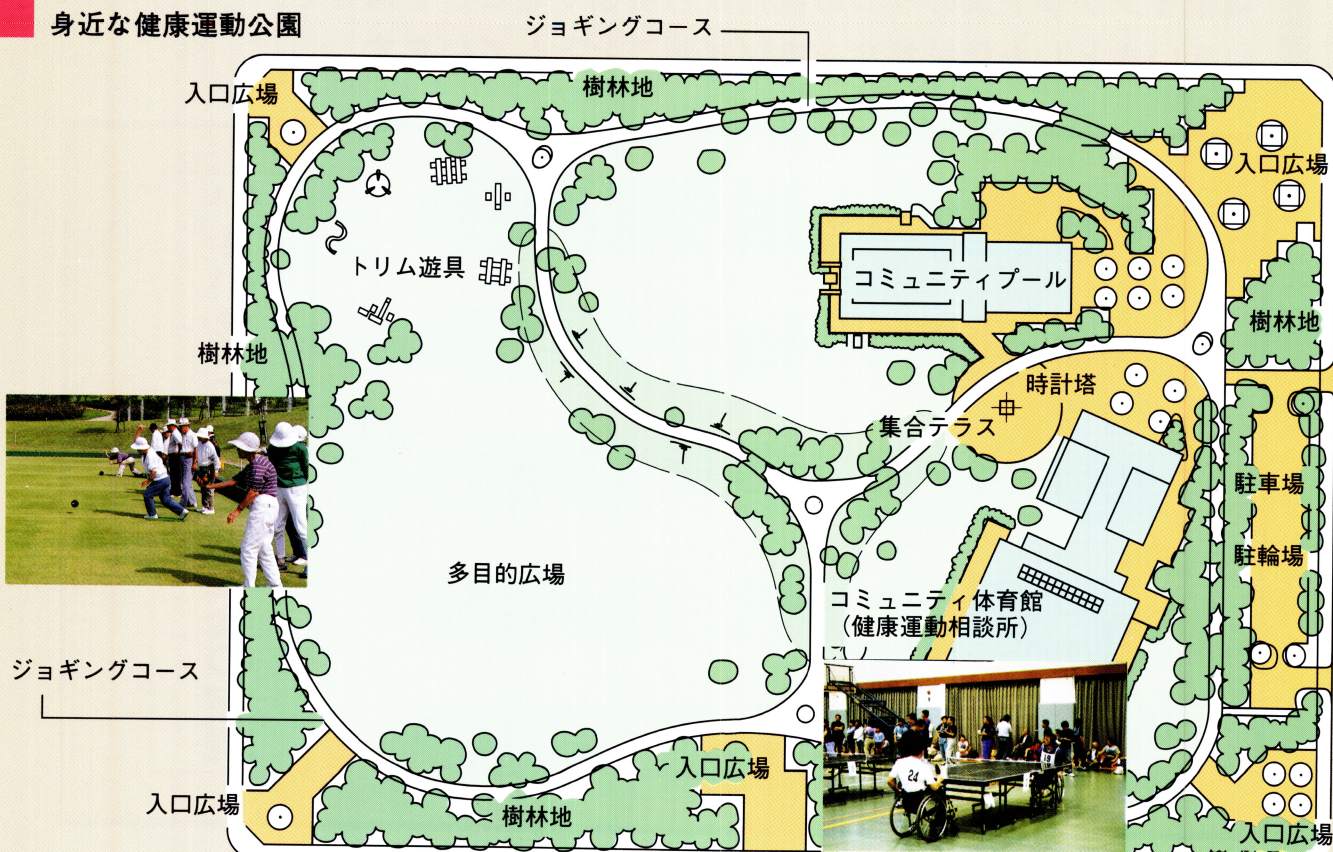 身近な健康運動公園
ジョギングコース
入口広場
樹林地
入口広場
トリム遊具
コミュニティプール
樹林地
樹林地
時計塔
集合テラス
駐車場
駐輪場
多目的広場
コミュニティ体育館
(健康運動相談所)
ジョギングコース
24
19
入口広場
入口広場
樹林地
入口広場